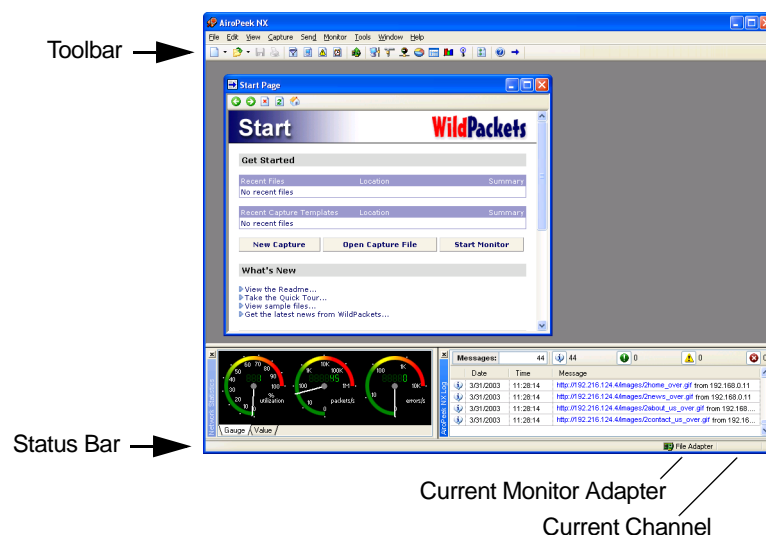 AiroPeek NX
File Edit View Capture Send Monitor Tools Window Help
Toolbar
Start Page
Start
WildPackets
Get Started
Recent Files Location Summary
No recent files
Recent Capture Templates Location Summary
No recent files
New Capture Open Capture File Start Monitor
What's New
View the Readme...
Take the Quick Tour...
View sample files...
Get the latest news from WildPackets...
Messages: 44 44 0 0
Date Time Message
3/31/2003 11:28:14 http://192.216.124.4/images/2home_over.gif from 192.168.0.11
3/31/2003 11:28:14 http://192.216.124.4/images/2news_over.gif from 192.168.0.11
3/31/2003 11:28:14 http://192.216.124.4/images/2about_us_over.gif from 192.168....
3/31/2003 11:28:14 http://192.216.124.4/images/2contact_us_over.gif from 192.16...
AiroPeek NX Log
% utilization
packets/s
errors/s
Gauge Value
Status Bar
File Adapter
Current Monitor Adapter
Current Channel